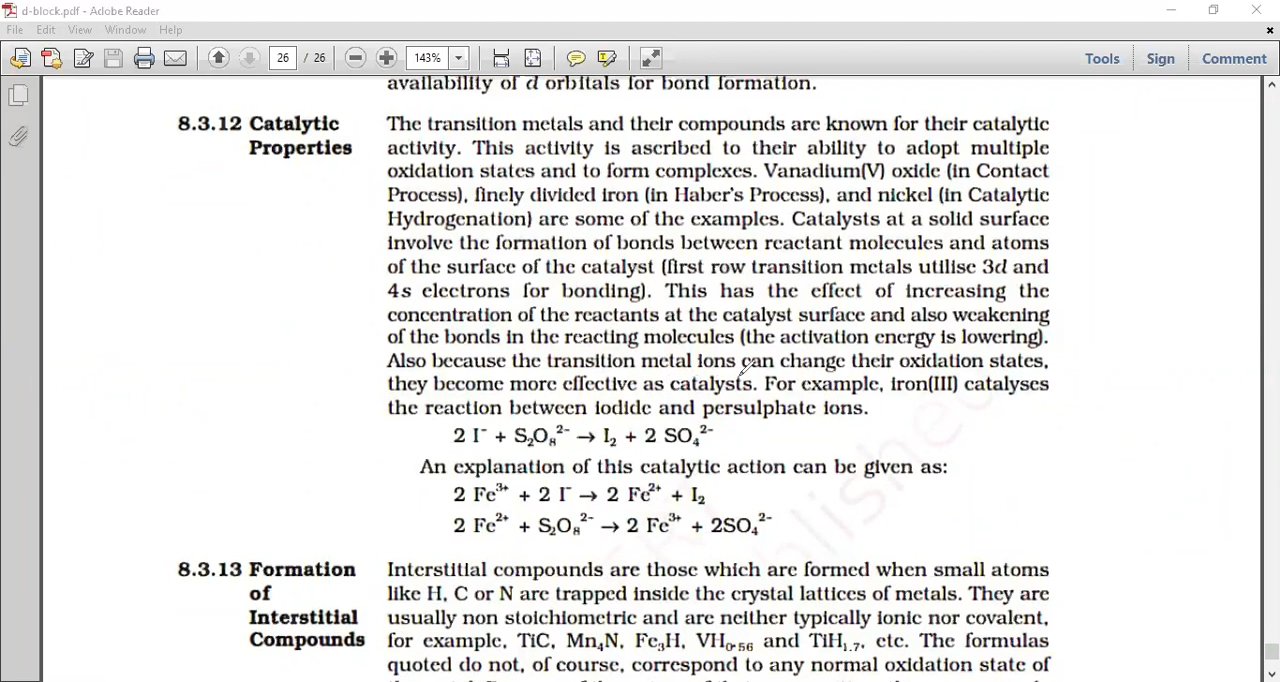 d-block.pdf - Adobe Reader
File Edit View Window Help
26 / 26 143% Tools Sign Comment
availability of d orbitals for bond formation.
8.3.12 Catalytic Properties
The transition metals and their compounds are known for their catalytic
activity. This activity is ascribed to their ability to adopt multiple
oxidation states and to form complexes. Vanadium(V) oxide (in Contact
Process), finely divided iron (in Haber's Process), and nickel (in Catalytic
Hydrogenation) are some of the examples. Catalysts at a solid surface
involve the formation of bonds between reactant molecules and atoms
of the surface of the catalyst (first row transition metals utilise 3d and
4s electrons for bonding). This has the effect of increasing the
concentration of the reactants at the catalyst surface and also weakening
of the bonds in the reacting molecules (the activation energy is lowering).
Also because the transition metal ions can change their oxidation states,
they become more effective as catalysts. For example, iron(III) catalyses
the reaction between iodide and persulphate ions.
2 I⁻ + S₂O₈²⁻ → I₂ + 2 SO₄²⁻
An explanation of this catalytic action can be given as:
2 Fe³⁺ + 2 I⁻ → 2 Fe²⁺ + I₂
2 Fe²⁺ + S₂O₈²⁻ → 2 Fe³⁺ + 2SO₄²⁻
8.3.13 Formation of Interstitial Compounds
Interstitial compounds are those which are formed when small atoms
like H, C or N are trapped inside the crystal lattices of metals. They are
usually non stoichiometric and are neither typically ionic nor covalent,
for example, TiC, Mn₄N, Fe₃H, VH₀.₅₆ and TiH₁.₇, etc. The formulas
quoted do not, of course, correspond to any normal oxidation state of